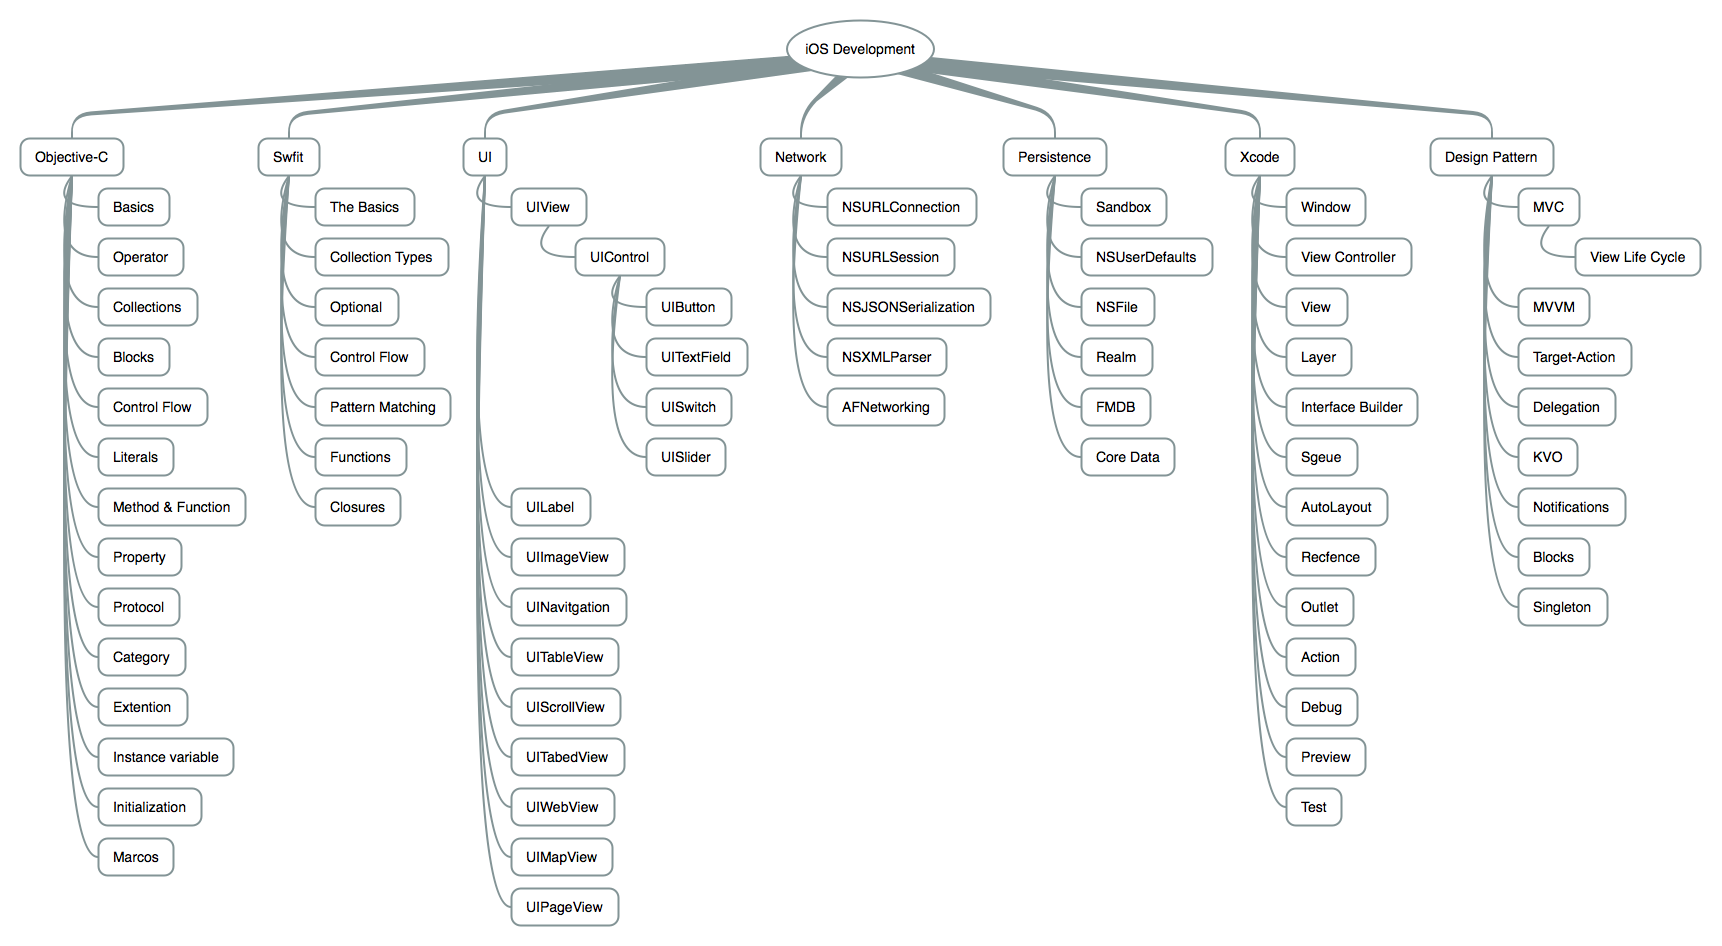 iOS Development
Objective-C
Basics
Operator
Collections
Blocks
Control Flow
Literals
Method & Function
Property
Protocol
Category
Extention
Instance variable
Initialization
Marcos
Swfit
The Basics
Collection Types
Optional
Control Flow
Pattern Matching
Functions
Closures
UI
UIView
UIControl
UIButton
UITextField
UISwitch
UISlider
UILabel
UIImageView
UINavitgation
UITableView
UIScrollView
UITabedView
UIWebView
UIMapView
UIPageView
Network
NSURLConnection
NSURLSession
NSJSONSerialization
NSXMLParser
AFNetworking
Persistence
Sandbox
NSUserDefaults
NSFile
Realm
FMDB
Core Data
Xcode
Window
View Controller
View
Layer
Interface Builder
Sgeue
AutoLayout
Recfence
Outlet
Action
Debug
Preview
Test
Design Pattern
MVC
View Life Cycle
MVVM
Target-Action
Delegation
KVO
Notifications
Blocks
Singleton